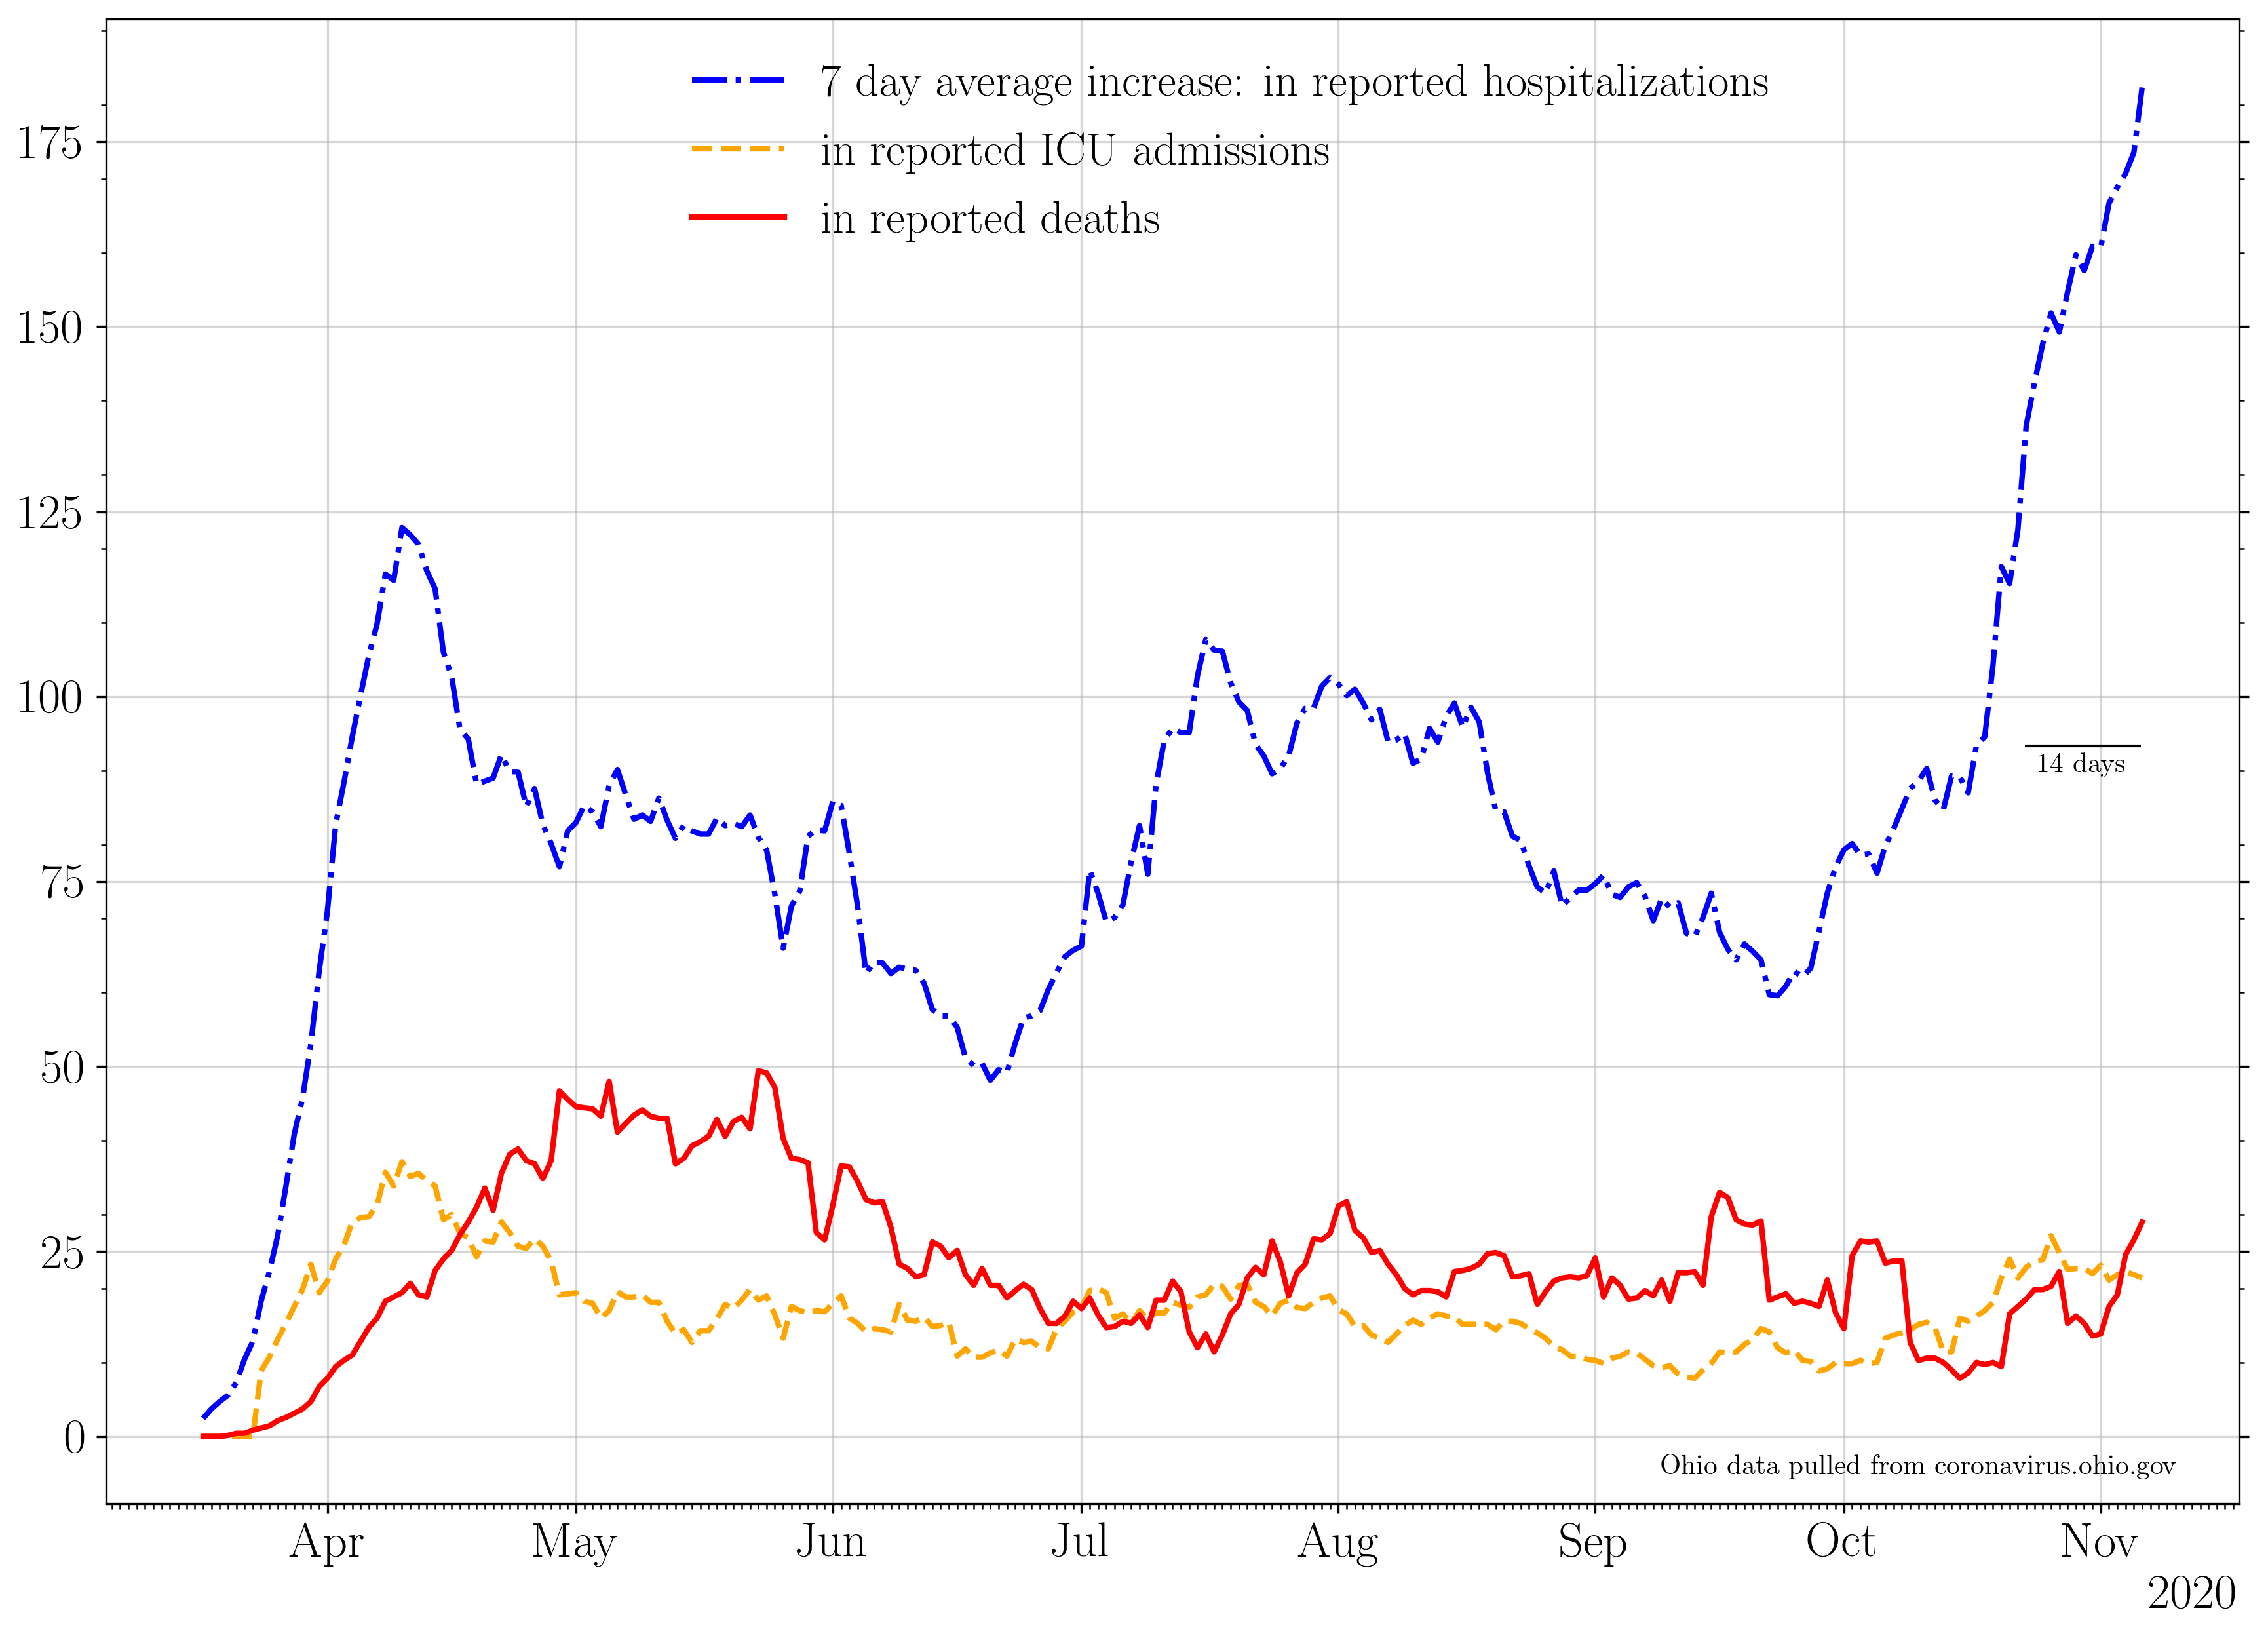 7 day average increase: in reported hospitalizations
in reported ICU admissions
in reported deaths
175
150
125
100
75
50
25
0
14 days
Ohio data pulled from coronavirus.ohio.gov
Apr May Jun Jul Aug Sep Oct Nov
2020